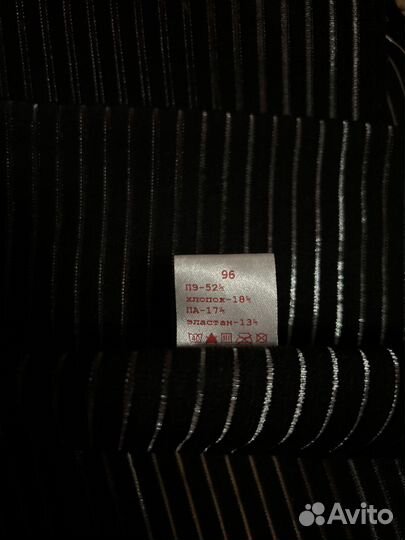 96
ПЭ-52%
хлопок-18%
ПА-17%
эластан-13%
Avito